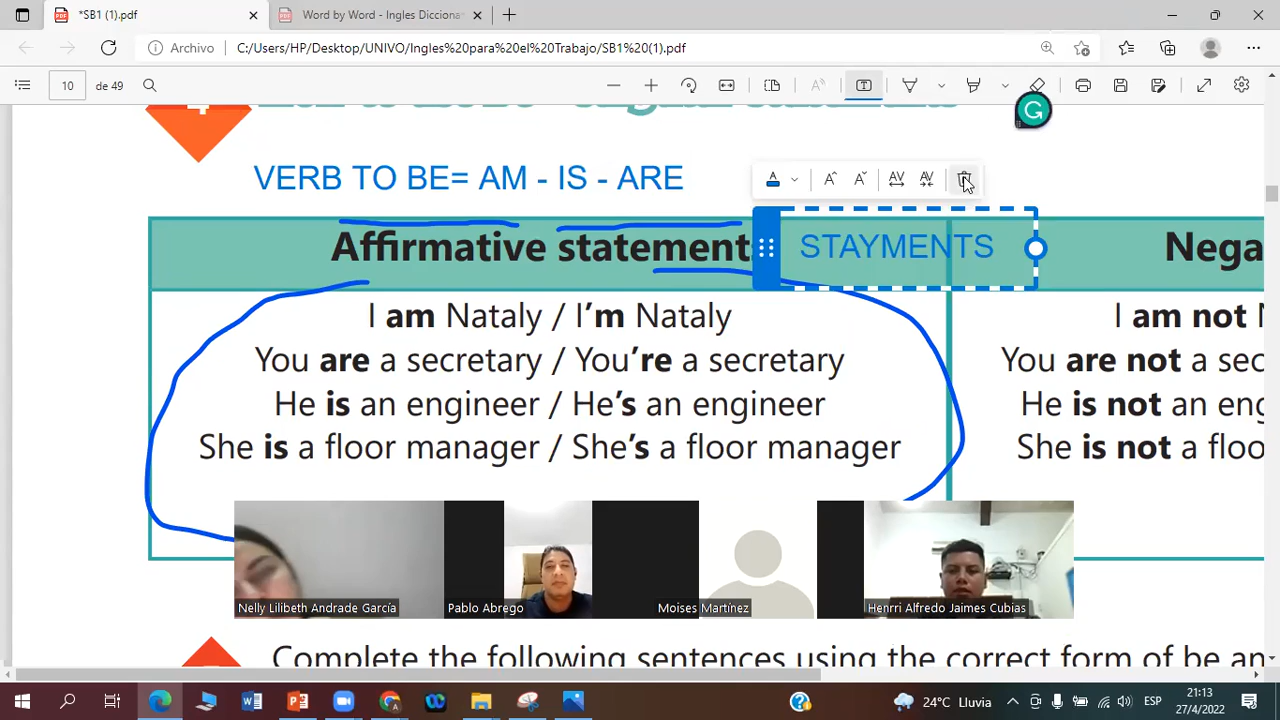 *SB1 (1).pdf
Word by Word - Ingles Dicciona
Archivo
C:/Users/HP/Desktop/UNIVO/Ingles%20para%20el%20Trabajo/SB1%20(1).pdf
10 de 49
VERB TO BE= AM - IS - ARE
Affirmative statements
STAYMENTS
Nega
I am Nataly / I'm Nataly
I am not N
You are a secretary / You're a secretary
You are not a sec
He is an engineer / He's an engineer
He is not an eng
She is a floor manager / She's a floor manager
She is not a floo
Nelly Lilibeth Andrade García
Pablo Abrego
Moises Martínez
Henrri Alfredo Jaimes Cubias
Complete the following sentences using the correct form of be an
24°C Lluvia
ESP
21:13
27/4/2022